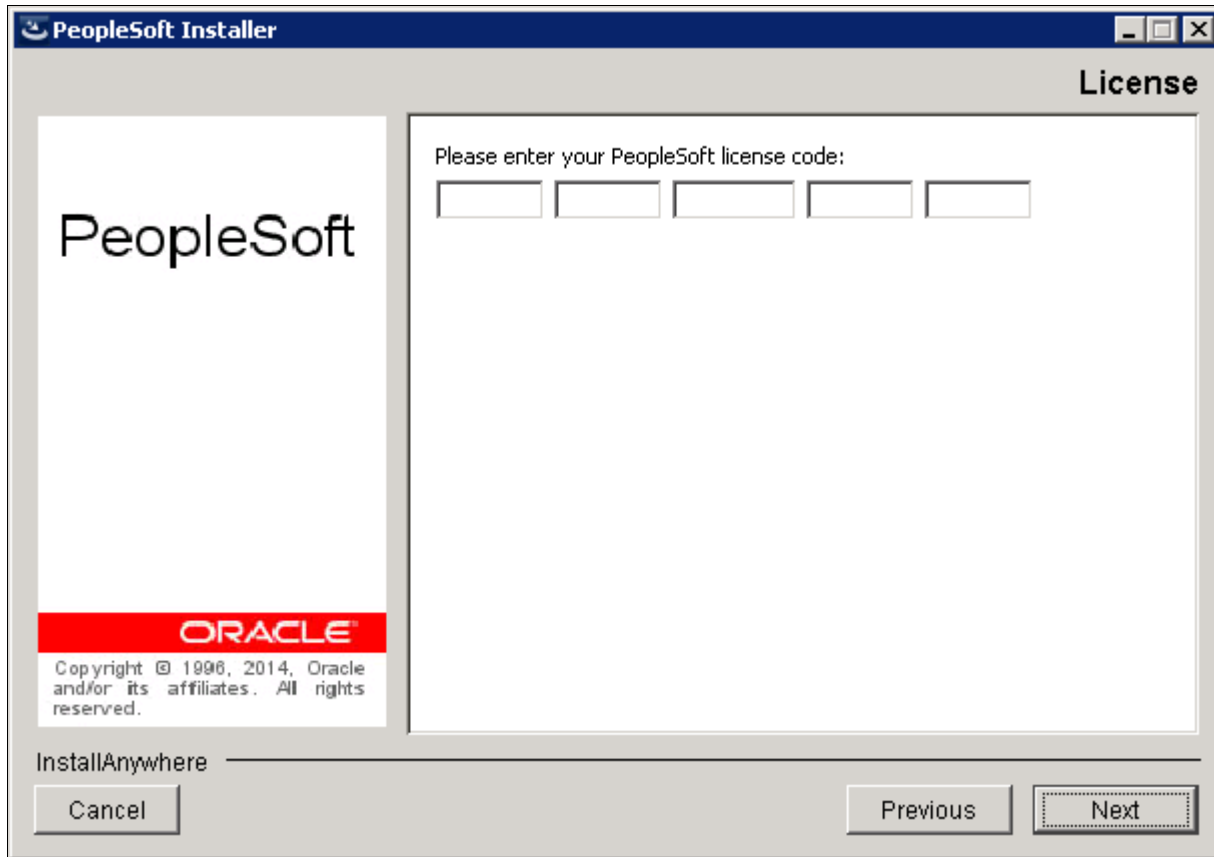 PeopleSoft Installer
License
PeopleSoft
Please enter your PeopleSoft license code:
ORACLE
Copyright © 1996, 2014, Oracle
and/or its affiliates. All rights
reserved.
InstallAnywhere
Cancel
Previous
Next